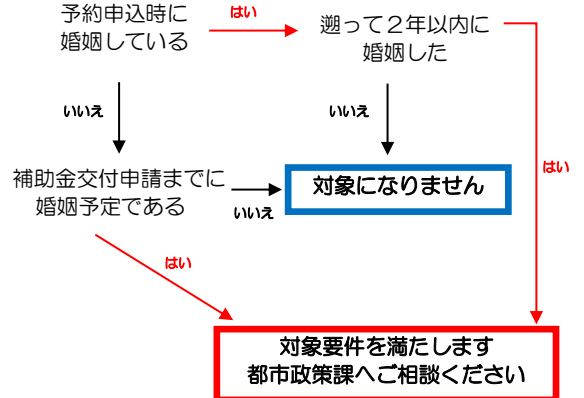 予約申込時に
婚姻している
はい
遡って２年以内に
婚姻した
いいえ
いいえ
はい
補助金交付申請までに
婚姻予定である
いいえ
対象になりません
はい
対象要件を満たします
都市政策課へご相談ください